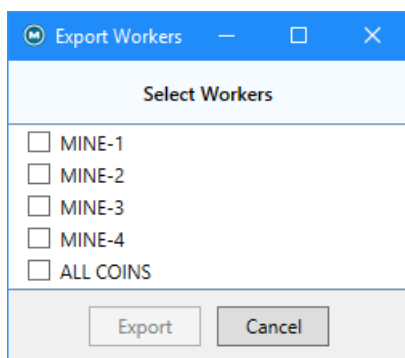 Export Workers
Select Workers
MINE-1
MINE-2
MINE-3
MINE-4
ALL COINS
Export Cancel